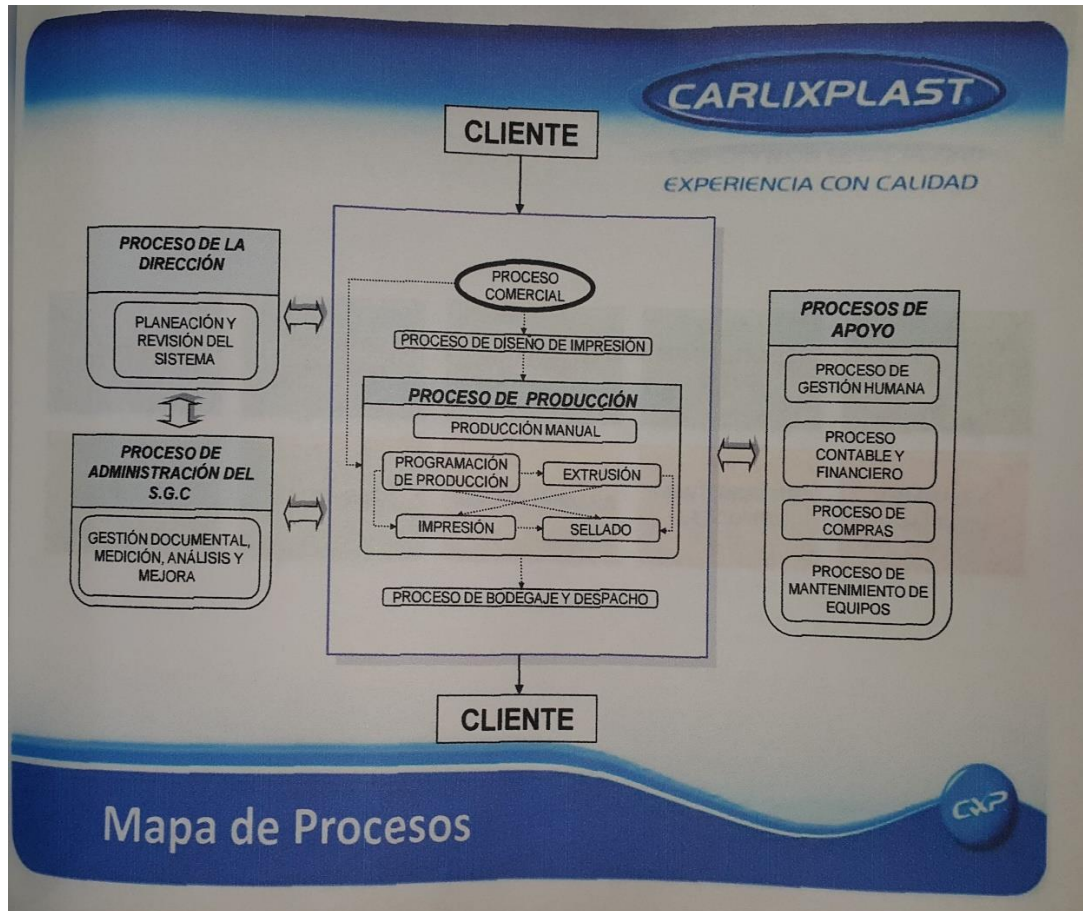 CARLIXPLAST
EXPERIENCIA CON CALIDAD
CLIENTE
PROCESO DE LA
DIRECCIÓN
PLANEACIÓN Y
REVISIÓN DEL
SISTEMA
PROCESO DE
ADMINISTRACIÓN DEL
S.G.C
GESTIÓN DOCUMENTAL,
MEDICIÓN, ANÁLISIS Y
MEJORA
PROCESO
COMERCIAL
PROCESO DE DISEÑO DE IMPRESIÓN
PROCESO DE PRODUCCIÓN
PRODUCCIÓN MANUAL
PROGRAMACIÓN
DE PRODUCCIÓN
EXTRUSIÓN
IMPRESIÓN
SELLADO
PROCESO DE BODEGAJE Y DESPACHO
PROCESOS DE
APOYO
PROCESO DE
GESTIÓN HUMANA
PROCESO
CONTABLE Y
FINANCIERO
PROCESO DE
COMPRAS
PROCESO DE
MANTENIMIENTO DE
EQUIPOS
CLIENTE
Mapa de Procesos
CXP